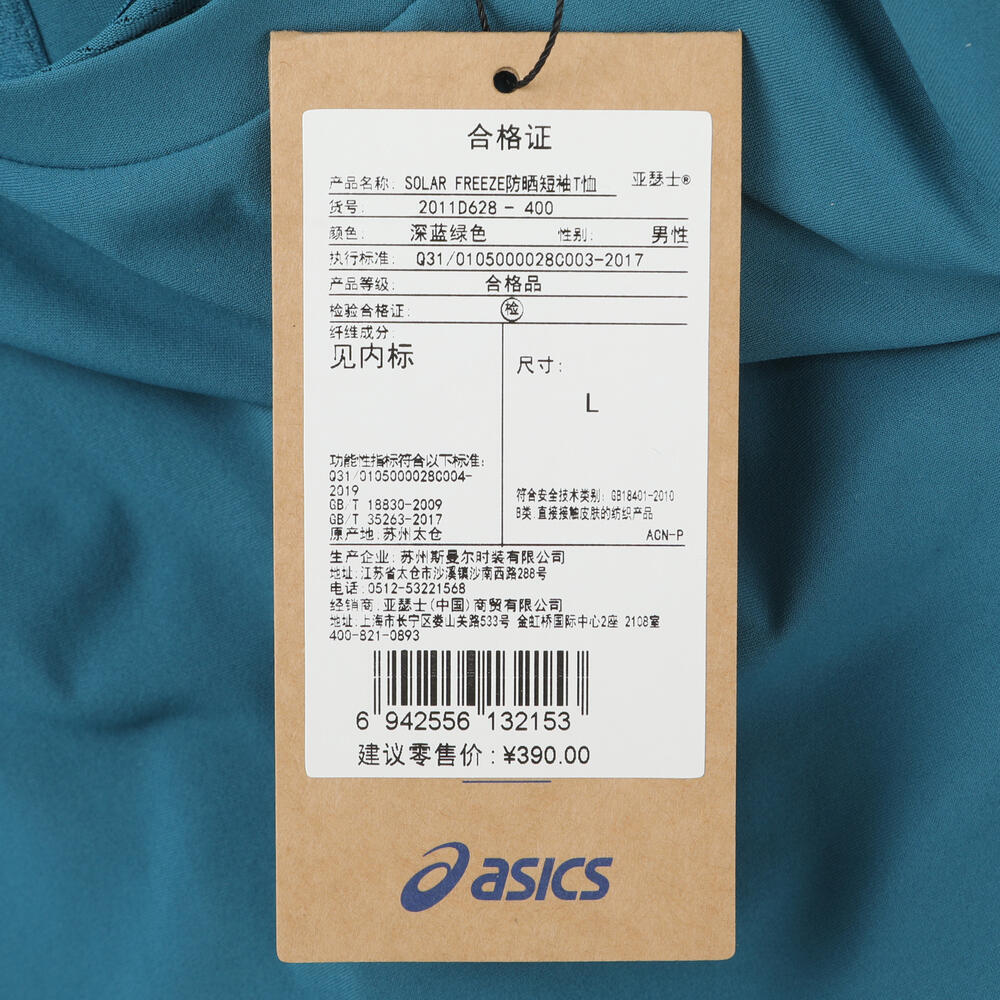 合格证
产品名称: SOLAR FREEZE防晒短袖T恤 亚瑟士®
货号: 2011D628 - 400
颜色: 深蓝绿色 性别: 男性
执行标准: Q31/0105000028C003-2017
产品等级: 合格品
检验合格证: 检
纤维成分:
见内标
尺寸:
L
功能性指标符合以下标准:
Q31/0105000028C004-
2019
GB/T 18830-2009
GB/T 35263-2017
原产地:苏州太仓
符合安全技术类别: GB18401-2010
B类:直接接触皮肤的纺织产品
ACN-P
生产企业:苏州斯曼尔时装有限公司
地址:江苏省太仓市沙溪镇沙南西路288号
电话:0512-53221568
经销商:亚瑟士(中国)商贸有限公司
地址:上海市长宁区娄山关路533号 金虹桥国际中心2座 2108室
400-821-0893
6 942556 132153
建议零售价:¥390.00
asics